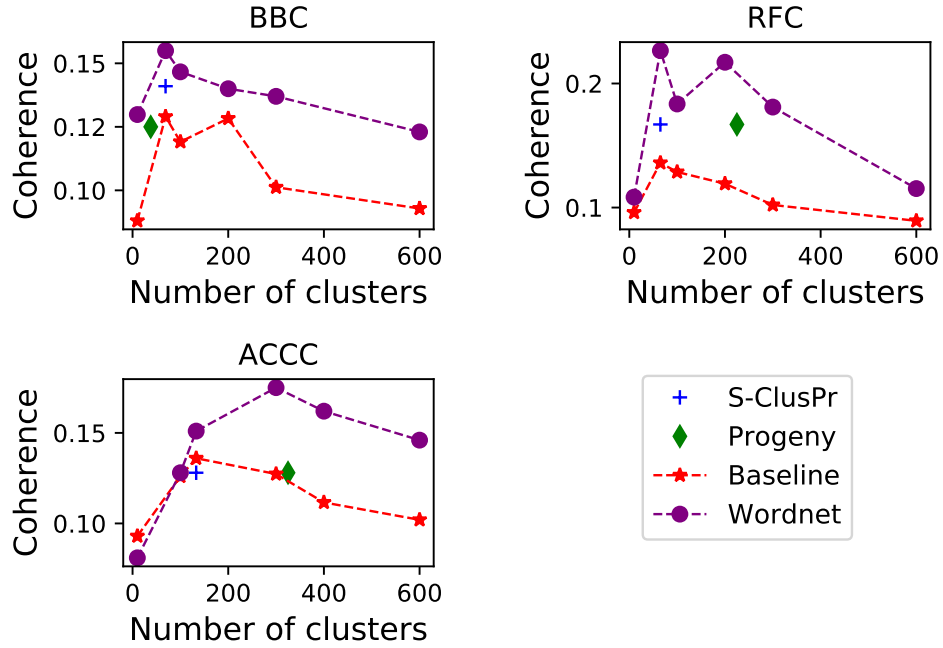 BBC
Coherence
0.15
0.12
0.10
0 200 400 600
Number of clusters
RFC
Coherence
0.2
0.1
0 200 400 600
Number of clusters
ACCC
Coherence
0.15
0.10
0 200 400 600
Number of clusters
S-ClusPr
Progeny
Baseline
Wordnet